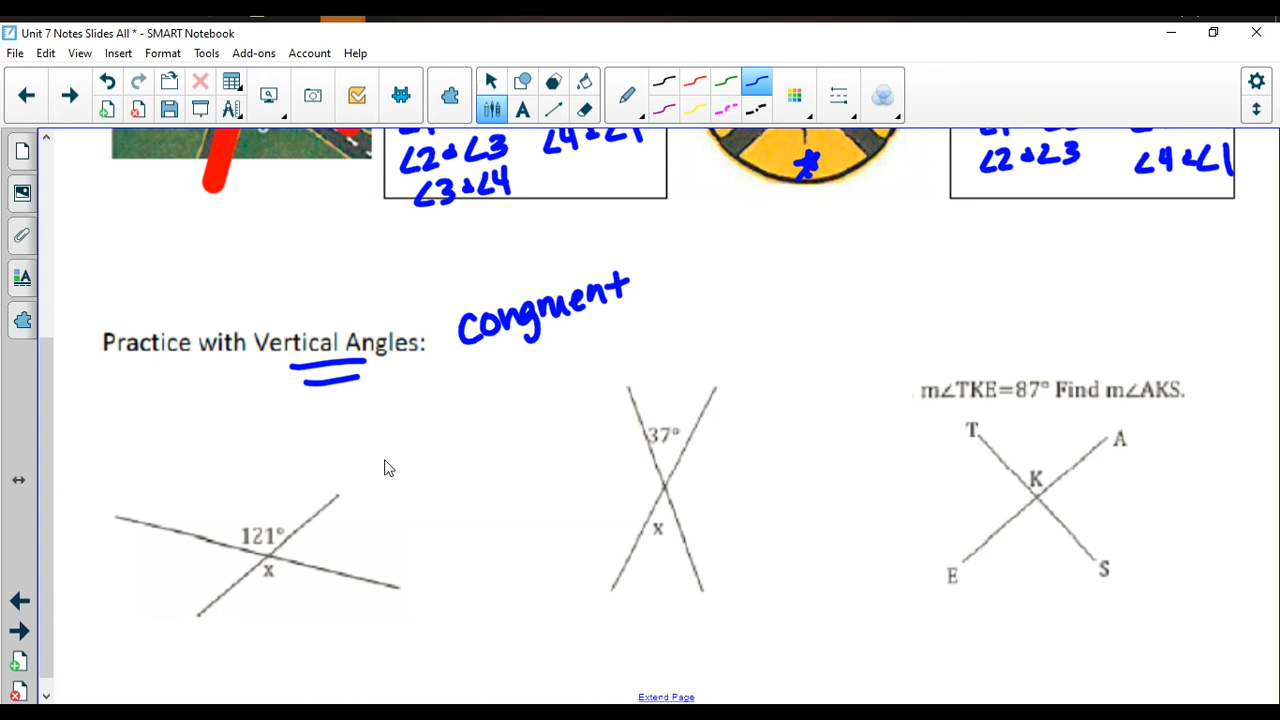 Unit 7 Notes Slides All * - SMART Notebook
File Edit View Insert Format Tools Add-ons Account Help
∠2 + ∠3 ∠4 + ∠1
∠3 + ∠4
∠2 + ∠3 ∠4 + ∠1
congruent
Practice with Vertical Angles:
m∠TKE=87° Find m∠AKS.
37°
x
121°
x
T
A
K
E
S
Extend Page